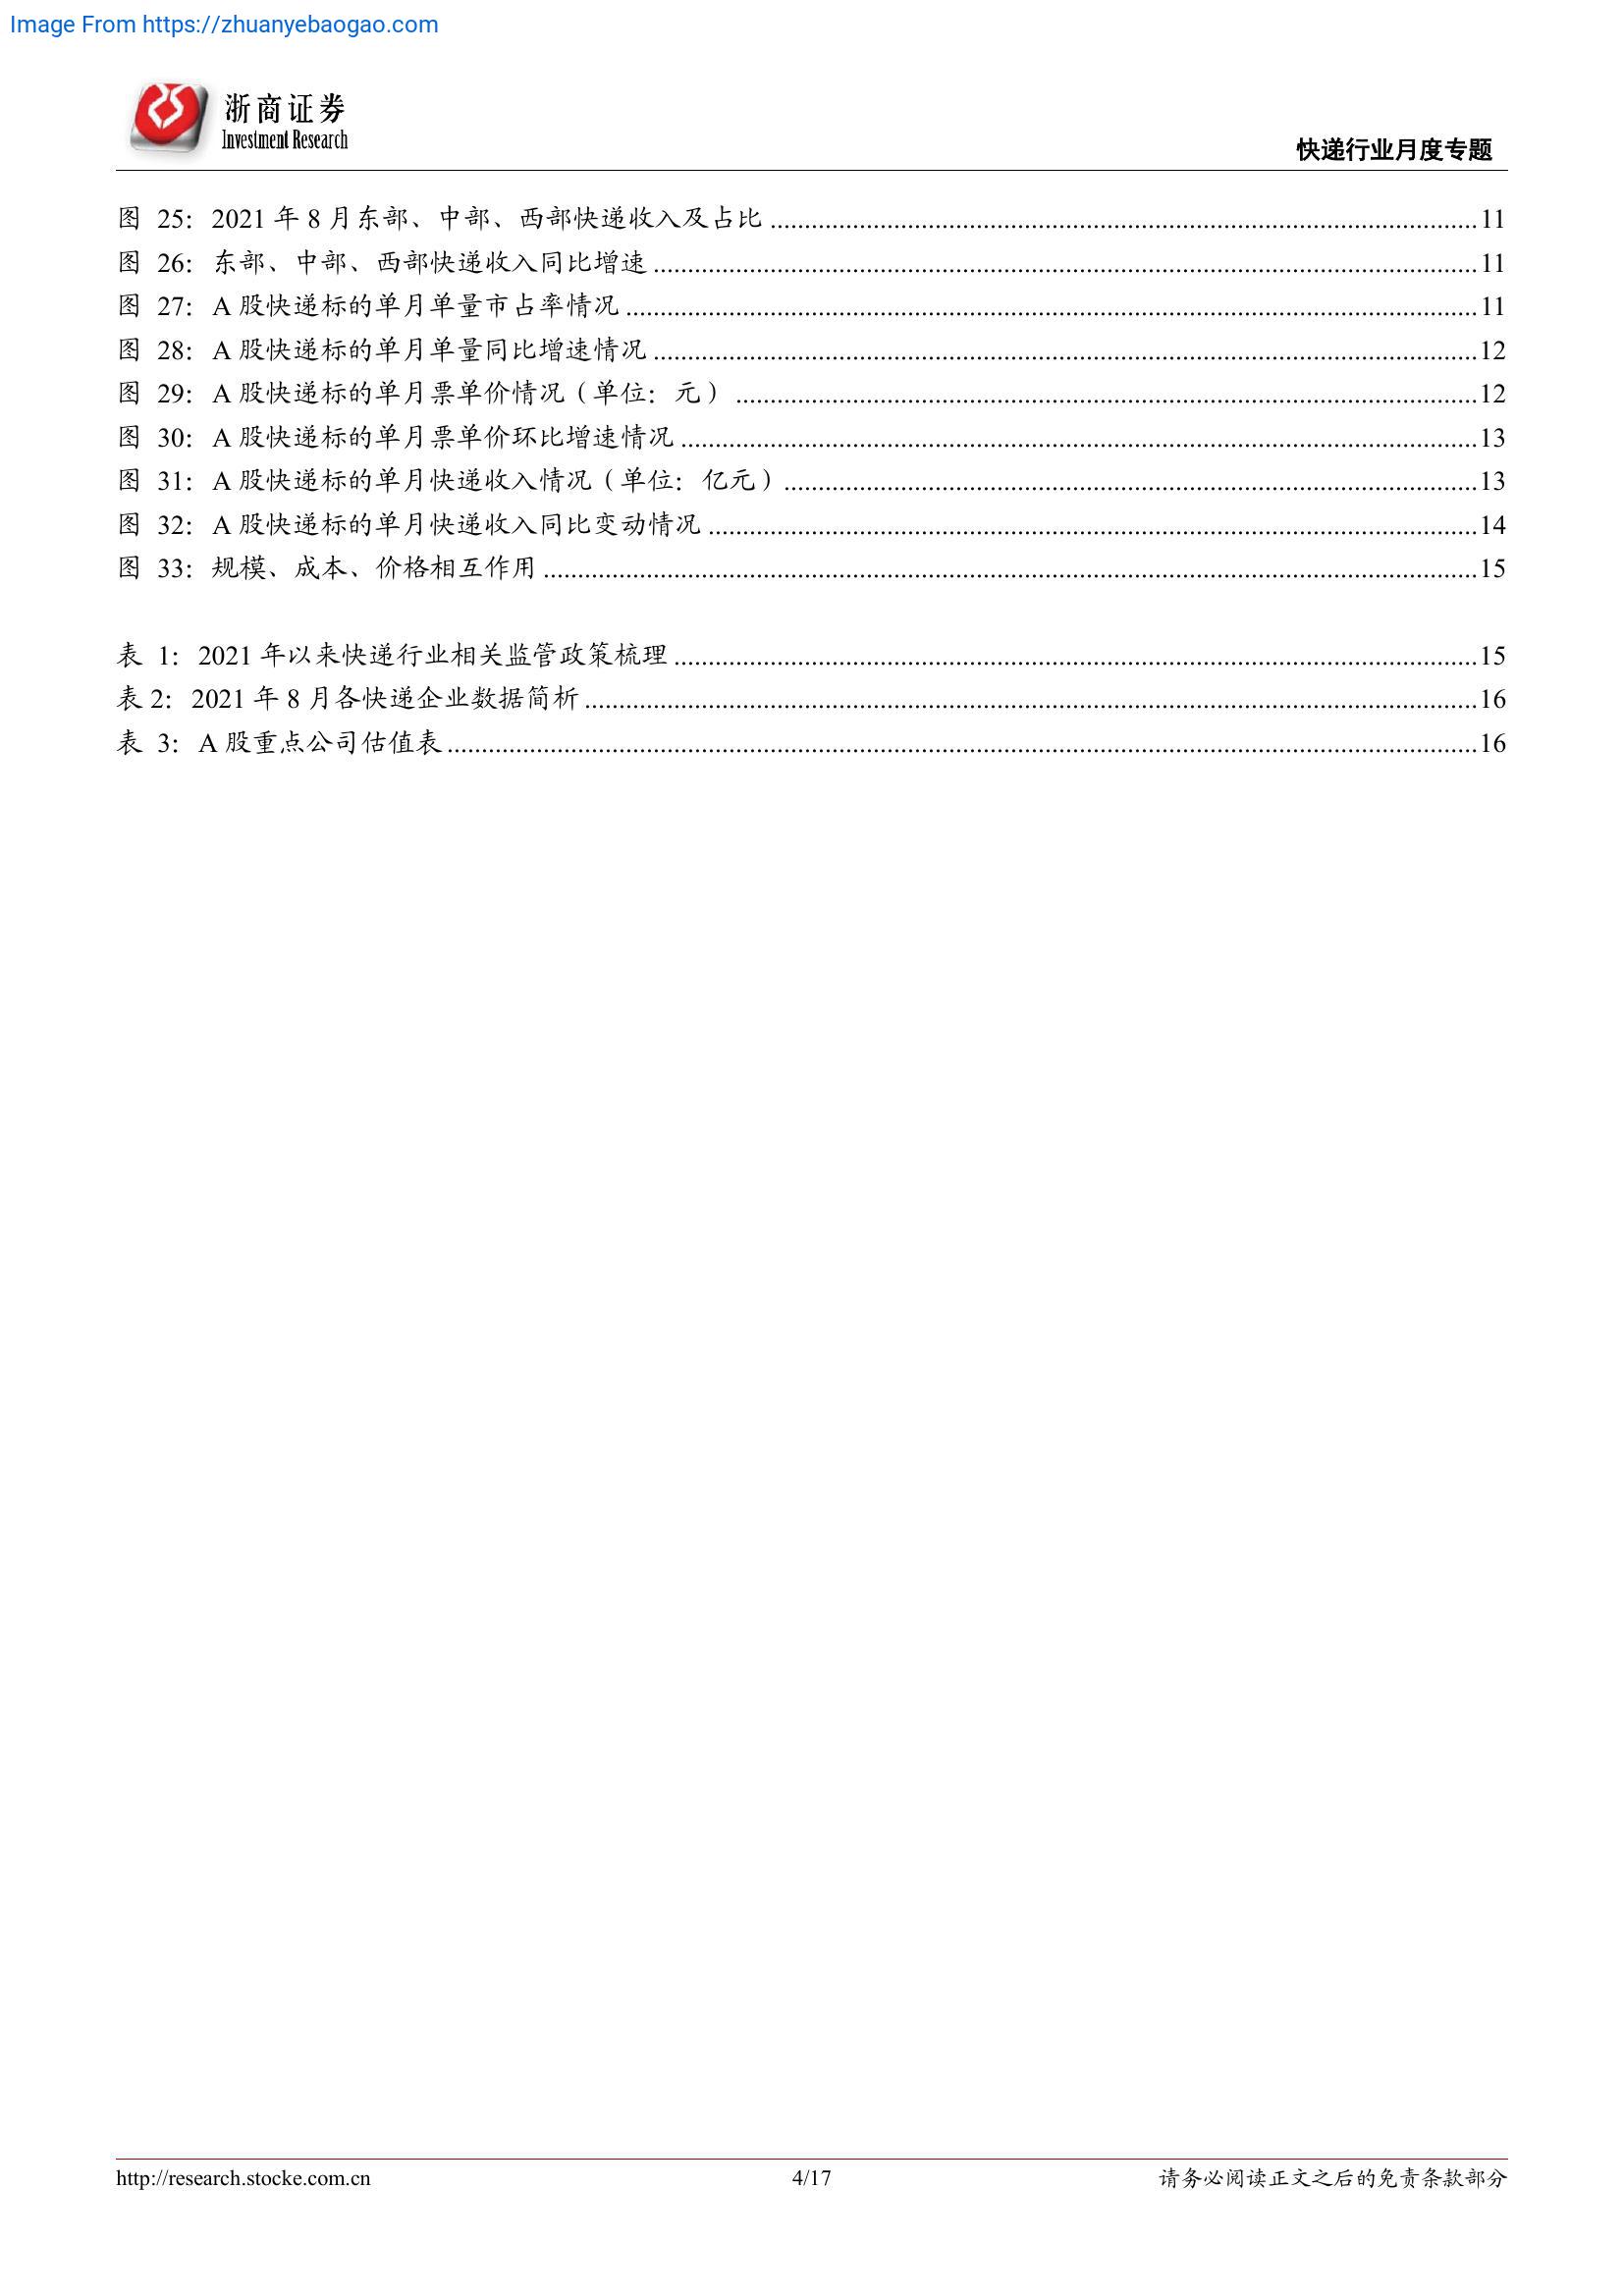 Image From https://zhuanyebaogao.com
浙商证券
Investment Research
快递行业月度专题
图 25：2021 年 8 月东部、中部、西部快递收入及占比 ........ 11
图 26：东部、中部、西部快递收入同比增速 ........ 11
图 27：A 股快递标的单月单量市占率情况 ........ 11
图 28：A 股快递标的单月单量同比增速情况 ........ 12
图 29：A 股快递标的单月票单价情况（单位：元） ........ 12
图 30：A 股快递标的单月票单价环比增速情况 ........ 13
图 31：A 股快递标的单月快递收入情况（单位：亿元） ........ 13
图 32：A 股快递标的单月快递收入同比变动情况 ........ 14
图 33：规模、成本、价格相互作用 ........ 15
表 1：2021 年以来快递行业相关监管政策梳理 ........ 15
表 2：2021 年 8 月各快递企业数据简析 ........ 16
表 3：A 股重点公司估值表 ........ 16
http://research.stocke.com.cn
4/17
请务必阅读正文之后的免责条款部分